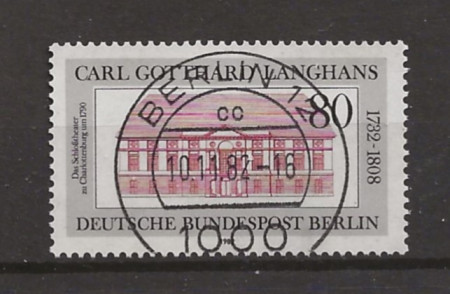 CARL GOTTHARD LANGHANS
80
1732-1808
Das Schloßtheater
zu Charlottenburg um 1790
DEUTSCHE BUNDESPOST BERLIN
BERLIN 12
cc
10.11.82-16
1000